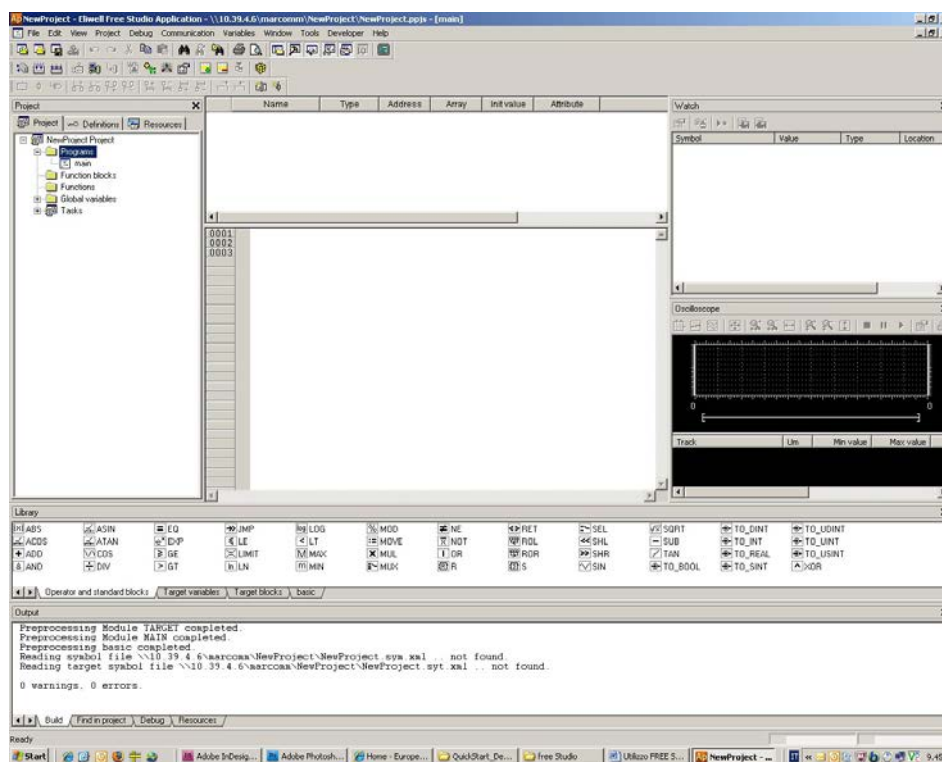 NewProject - Eliwell Free Studio Application - \\10.39.4.6\marcomm\NewProject\NewProject.ppjs - [main]
File Edit View Project Debug Communication Variables Window Tools Developer Help
Project
Project Definitions Resources
NewProject Project
Programs
main
Function blocks
Functions
Global variables
Tasks
Name Type Address Array Init value Attribute
0001
0002
0003
Watch
Symbol Value Type Location
Oscilloscope
0 0
Track Um Min value Max value
Library
ABS ASIN EQ JMP LOG MOD NE RET SEL SQRT TO_DINT TO_UDINT
ACOS ATAN EXP LE LT MOVE NOT ROL SHL SUB TO_INT TO_UINT
ADD COS GE LIMIT MAX MUL OR ROR SHR TAN TO_REAL TO_USINT
AND DIV GT LN MIN MUX R S SIN TO_BOOL TO_SINT XOR
Operator and standard blocks Target variables Target blocks basic
Output
Preprocessing Module TARGET completed.
Preprocessing Module MAIN completed.
Preprocessing basic completed.
Reading symbol file \\10.39.4.6\marcomm\NewProject\NewProject.sym.xml .. not found.
Reading target symbol file \\10.39.4.6\marcomm\NewProject\NewProject.syt.xml .. not found.
0 warnings, 0 errors.
Build Find in project Debug Resources
Ready
Start Adobe InDesig... Adobe Photosh... Home - Europe... QuickStart_De... free Studio Utilizzo FREE S... NewProject - ... 9.45